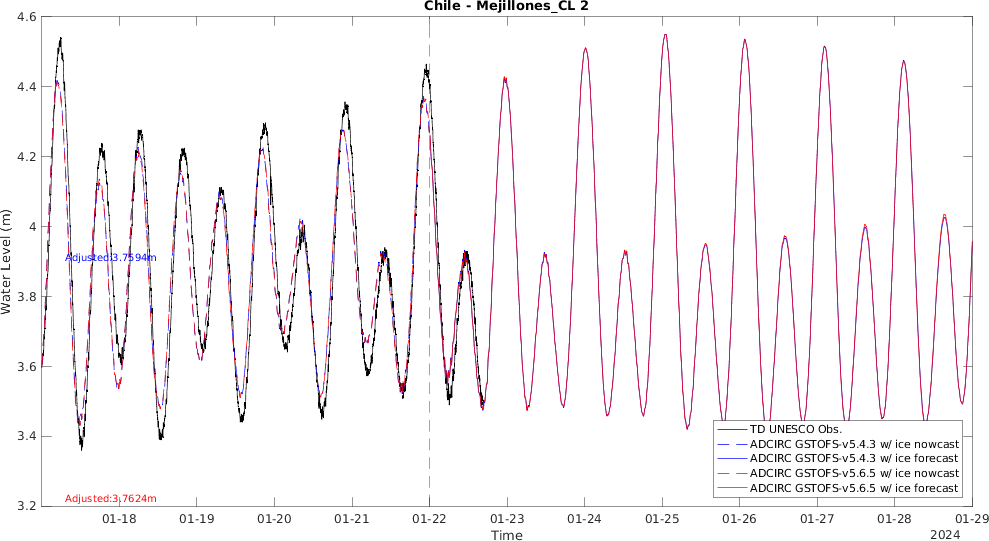 Chile - Mejillones_CL 2
4.6
4.4
4.2
4
3.8
3.6
3.4
3.2
Water Level (m)
Adjusted:3.7594m
Adjusted:3.7624m
TD UNESCO Obs.
ADCIRC GSTOFS-v5.4.3 w/ ice nowcast
ADCIRC GSTOFS-v5.4.3 w/ ice forecast
ADCIRC GSTOFS-v5.6.5 w/ ice nowcast
ADCIRC GSTOFS-v5.6.5 w/ ice forecast
01-18 01-19 01-20 01-21 01-22 01-23 01-24 01-25 01-26 01-27 01-28 01-29
Time
2024